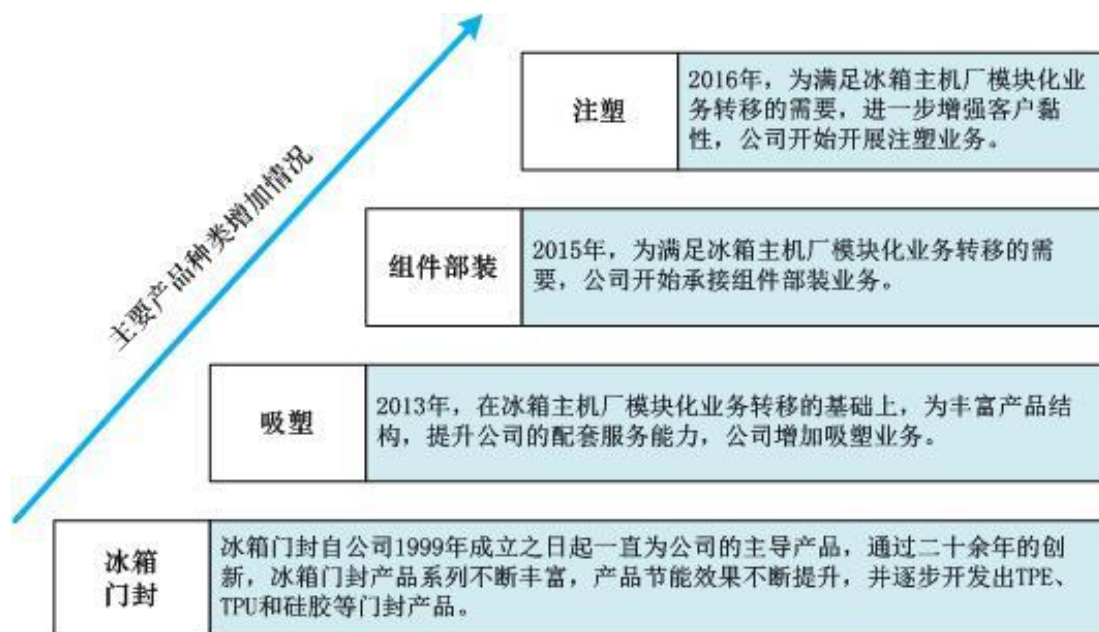 注塑
2016年，为满足冰箱主机厂模块化业
务转移的需要，进一步增强客户黏
性，公司开始开展注塑业务。
主要产品种类增加情况
组件部装
2015年，为满足冰箱主机厂模块化业务转移的需
要，公司开始承接组件部装业务。
吸塑
2013年，在冰箱主机厂模块化业务转移的基础上，为丰富产品结
构，提升公司的配套服务能力，公司增加吸塑业务。
冰箱
门封
冰箱门封自公司1999年成立之日起一直为公司的主导产品，通过二十余年的创
新，冰箱门封产品系列不断丰富，产品节能效果不断提升，并逐步开发出TPE、
TPU和硅胶等门封产品。